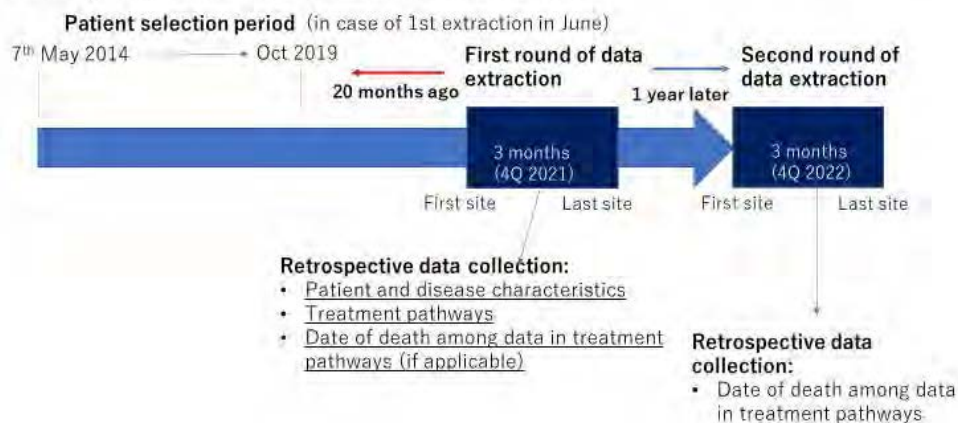 Patient selection period (in case of 1st extraction in June)
7th May 2014
Oct 2019
First round of data
extraction
Second round of
data extraction
20 months ago
1 year later
3 months
(4Q 2021)
3 months
(4Q 2022)
First site
Last site
First site
Last site
Retrospective data collection:
• Patient and disease characteristics
• Treatment pathways
• Date of death among data in treatment
pathways (if applicable)
Retrospective data
collection:
• Date of death among data
in treatment pathways